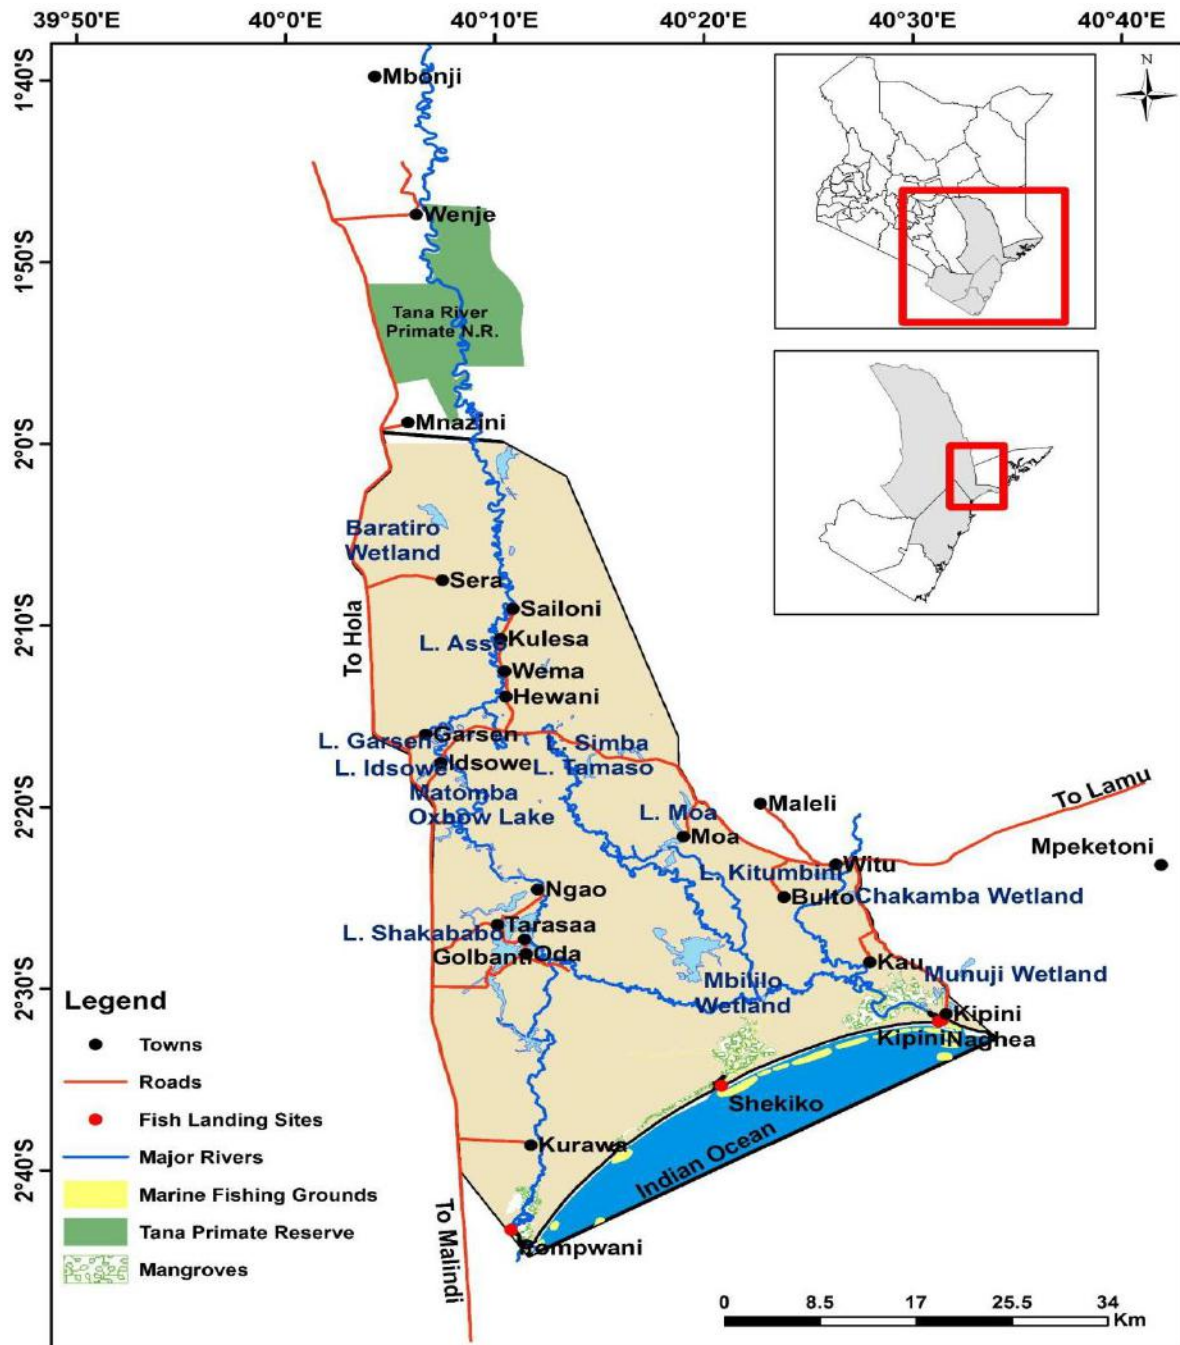 39°50'E 40°0'E 40°10'E 40°20'E 40°30'E 40°40'E
N
1°40'S
1°50'S
2°0'S
2°10'S
2°20'S
2°30'S
2°40'S
Mbonji
Wenje
Tana River
Primate N.R.
Mnazini
Baratiro
Wetland
Sera
Sailoni
To Hola
Kulesa
L. Asse
Wema
Hewani
Garsen
L. Garsen
L. Simba
Idsowe
L. Idsowe
L. Tamaso
Matomba
Oxbow Lake
Maleli
To Lamu
L. Moa
Moa
Mpeketoni
Witu
L. Kitumbini
Bulto
Chakamba Wetland
Ngao
Tarasaa
L. Shakababo
Oda
Golbanti
Kau
Munuji Wetland
Mbililo
Wetland
Kipini
Kipini
Naghea
Shekiko
Indian Ocean
Kurawa
To Malindi
Kompwani
Legend
Towns
Roads
Fish Landing Sites
Major Rivers
Marine Fishing Grounds
Tana Primate Reserve
Mangroves
0 8.5 17 25.5 34
Km